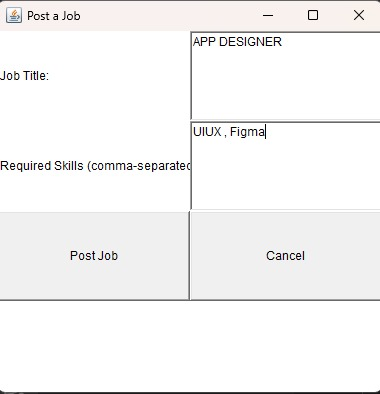 Post a Job
Job Title:
APP DESIGNER
Required Skills (comma-separated
UIUX , Figma
Post Job
Cancel